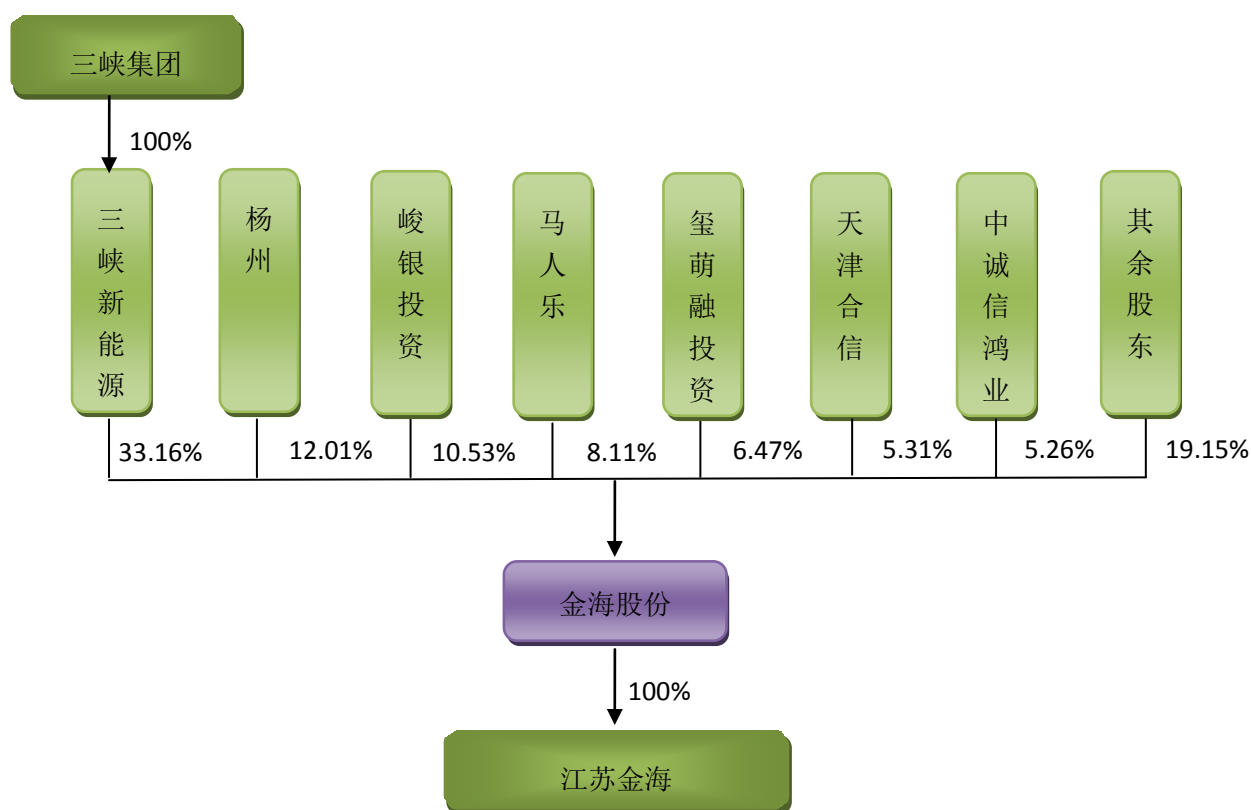 三峡集团
100%
三峡新能源
杨州
峻银投资
马人乐
玺萌融投资
天津合信
中诚信鸿业
其余股东
33.16%
12.01%
10.53%
8.11%
6.47%
5.31%
5.26%
19.15%
金海股份
100%
江苏金海